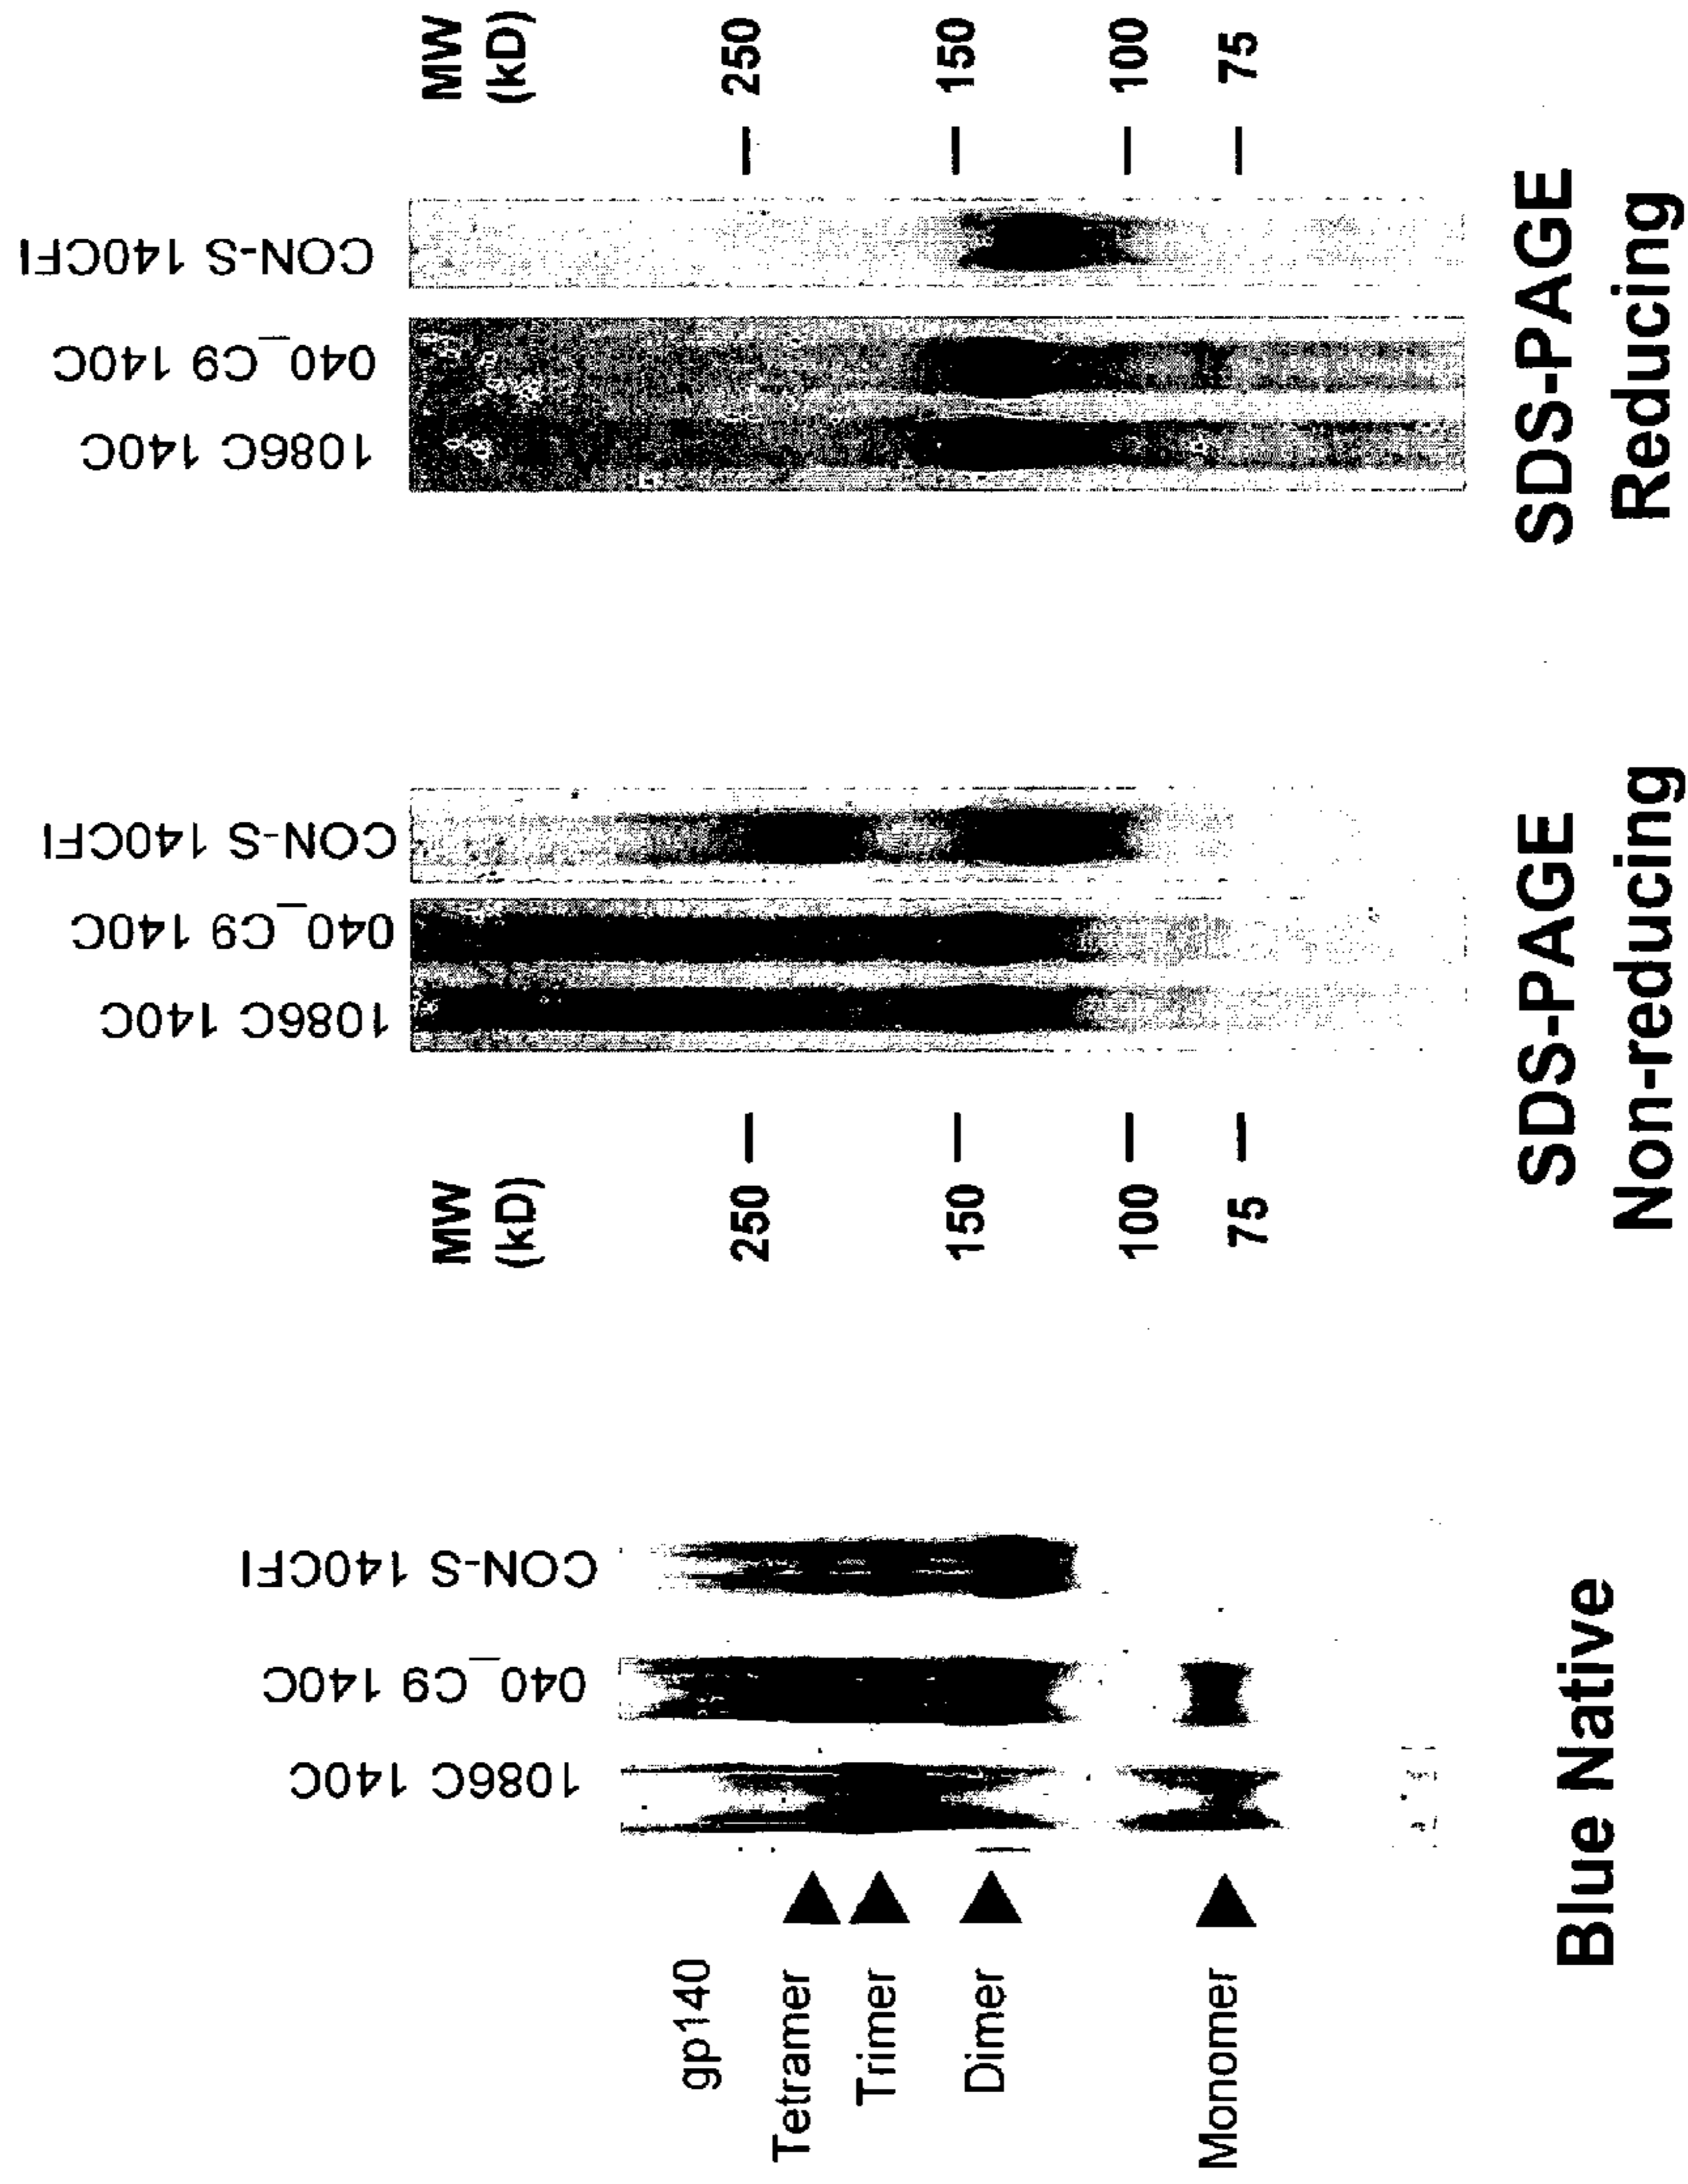 1086C 140C
040_C9 140C
CON-S 140CFI
gp140
Tetramer
Trimer
Dimer
Monomer
Blue Native
1086C 140C
040_C9 140C
CON-S 140CFI
MW
(kD)
250
150
100
75
SDS-PAGE
Non-reducing
1086C 140C
040_C9 140C
CON-S 140CFI
MW
(kD)
250
150
100
75
SDS-PAGE
Reducing